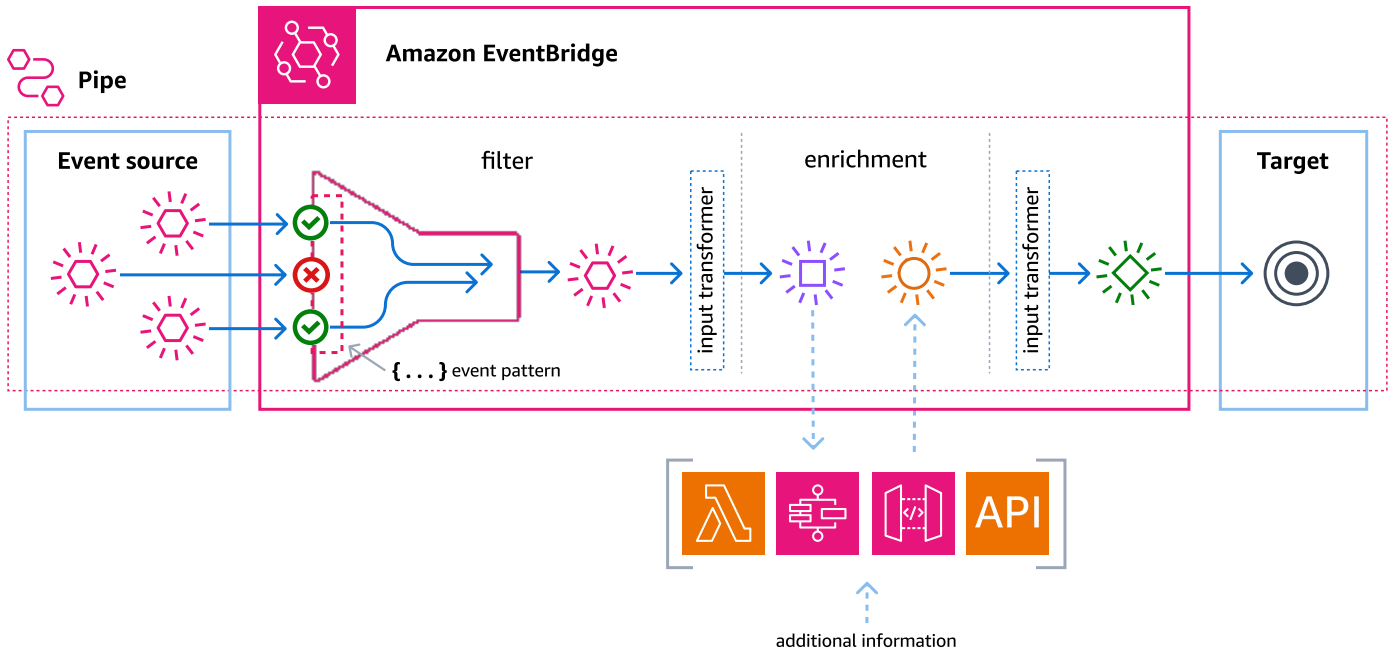 Amazon EventBridge
Pipe
Event source
filter
enrichment
Target
input transformer
input transformer
{...} event pattern
API
additional information